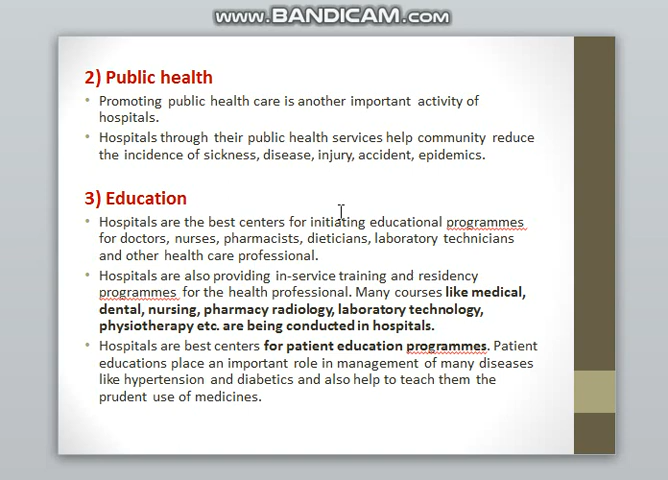 www.BANDICAM.com
2) Public health
• Promoting public health care is another important activity of
hospitals.
• Hospitals through their public health services help community reduce
the incidence of sickness, disease, injury, accident, epidemics.
3) Education
• Hospitals are the best centers for initiating educational programmes
for doctors, nurses, pharmacists, dieticians, laboratory technicians
and other health care professional.
• Hospitals are also providing in-service training and residency
programmes for the health professional. Many courses like medical,
dental, nursing, pharmacy radiology, laboratory technology,
physiotherapy etc. are being conducted in hospitals.
• Hospitals are best centers for patient education programmes. Patient
educations place an important role in management of many diseases
like hypertension and diabetics and also help to teach them the
prudent use of medicines.